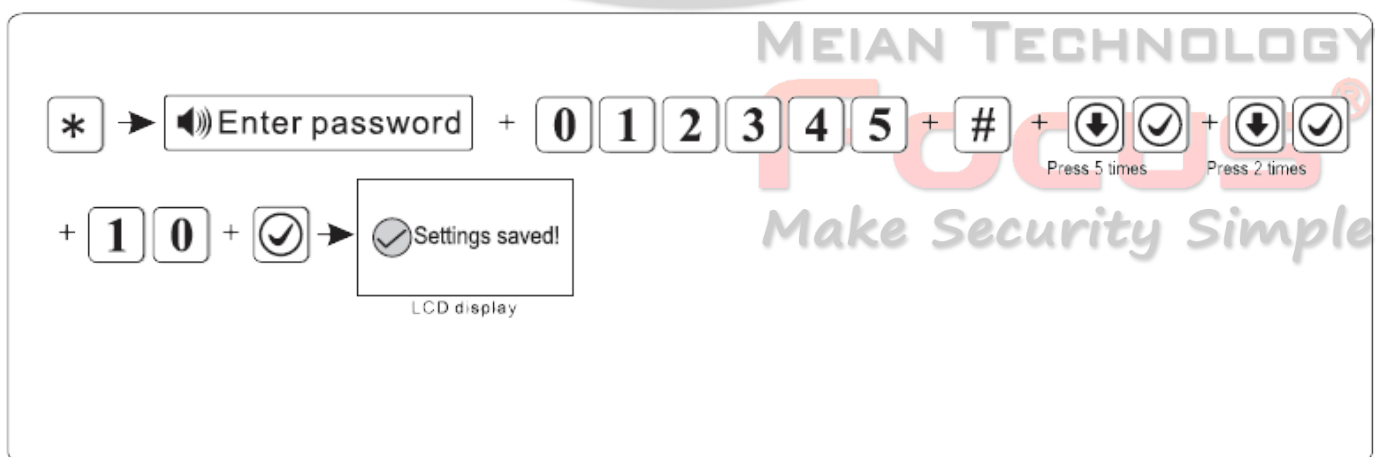 MEIAN TECHNOLOGY
Focus®
* Enter password + 0 1 2 3 4 5 + # + +
Press 5 times Press 2 times
+ 1 0 + Settings saved!
Make Security Simple
LCD display